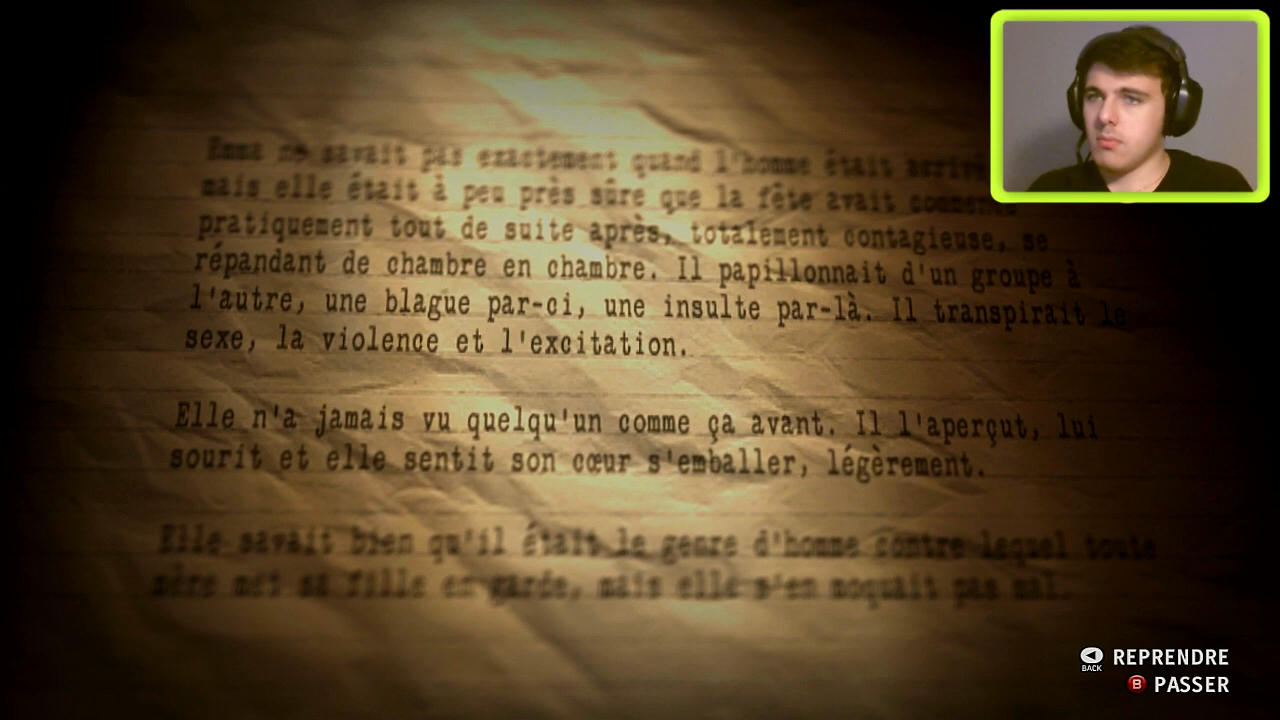 Emma ne savait pas exactement quand l'homme était
mais elle était à peu près sûre que la fête avait commencé
pratiquement tout de suite après, totalement contagieuse, se
répandant de chambre en chambre. Il papillonnait d'un groupe à
l'autre, une blague par-ci, une insulte par-là. Il transpirait le
sexe, la violence et l'excitation.
Elle n'a jamais vu quelqu'un comme ça avant. Il l'aperçut, lui
sourit et elle sentit son cœur s'emballer, légèrement.
Elle savait bien qu'il était le genre d'homme contre lequel toute
mère met sa fille en garde, mais elle s'en moquait pas mal.
BACK REPRENDRE
B PASSER